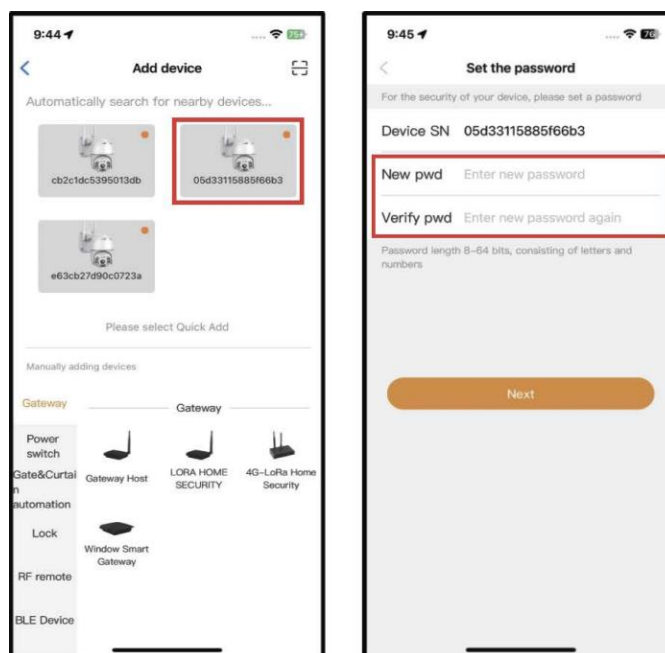 9:44
75+
Add device
Automatically search for nearby devices...
cb2c1dc5395013db
05d33115885f66b3
e63cb27d90c0723a
Please select Quick Add
Manually adding devices
Gateway
Gateway
Power
switch
Gate&Curtai
n
automation
Lock
RF remote
BLE Device
Gateway Host
LORA HOME
SECURITY
4G-LoRa Home
Security
Window Smart
Gateway
9:45
76
Set the password
For the security of your device, please set a password
Device SN 05d33115885f66b3
New pwd Enter new password
Verify pwd Enter new password again
Password length 8-64 bits, consisting of letters and
numbers
Next